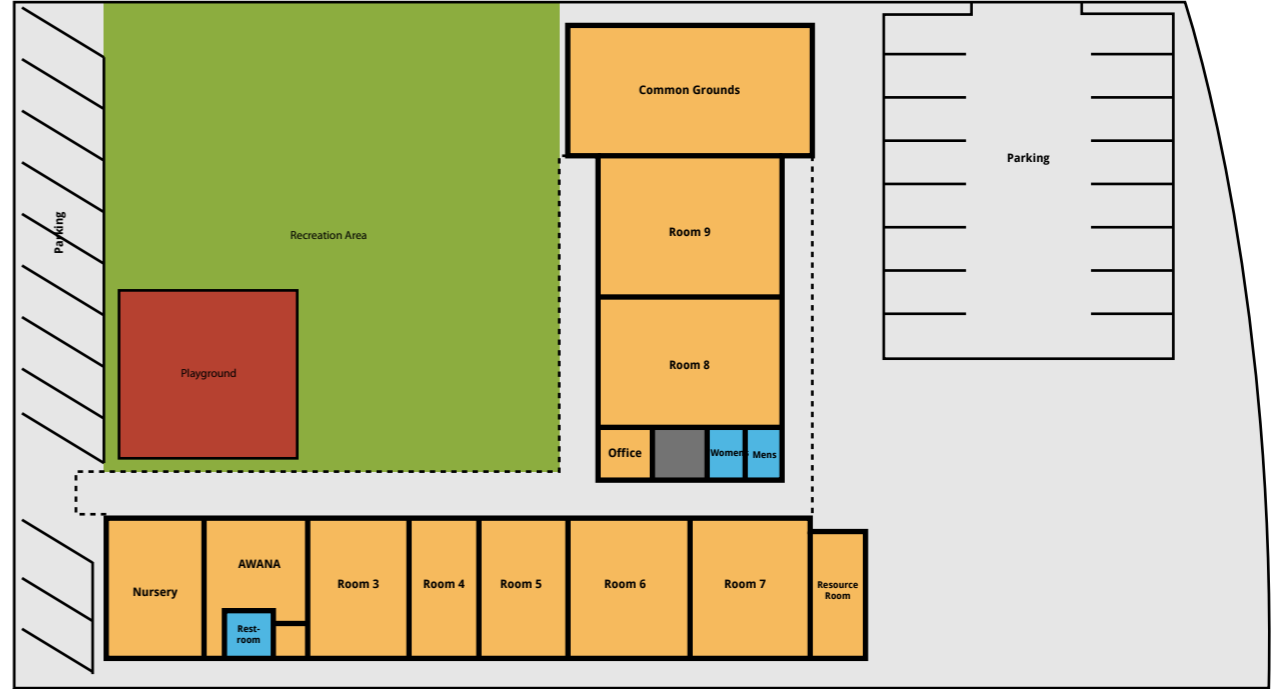 Common Grounds
Parking
Parking
Recreation Area
Room 9
Room 8
Playground
Office
Womens
Mens
Nursery
AWANA
Room 3
Room 4
Room 5
Room 6
Room 7
Resource
Room
Rest-
room